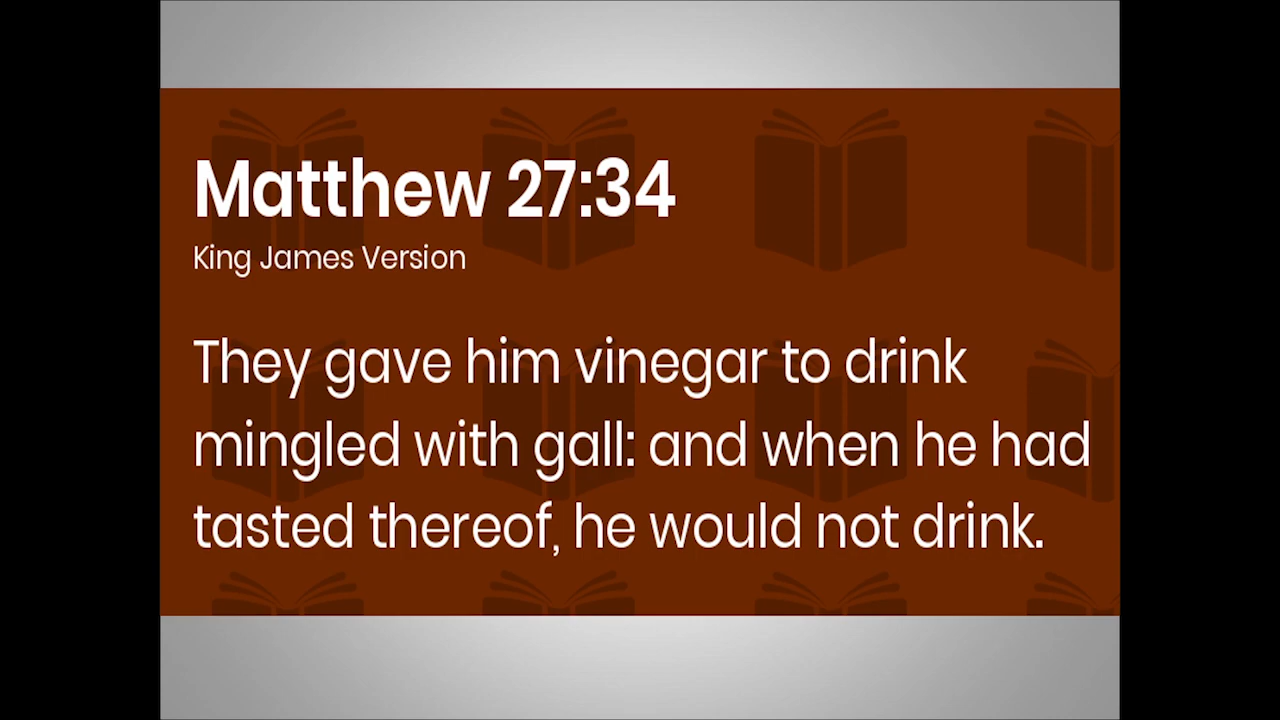 Matthew 27:34
King James Version
They gave him vinegar to drink
mingled with gall: and when he had
tasted thereof, he would not drink.